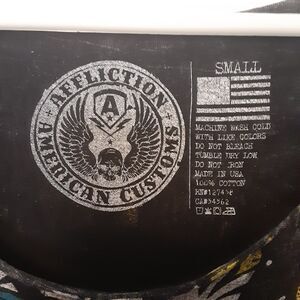 AFFLICTION
A
AMERICAN CUSTOMS
SMALL
MACHINE WASH COLD
WITH LIKE COLORS
DO NOT BLEACH
TUMBLE DRY LOW
DO NOT IRON
MADE IN USA
100% COTTON